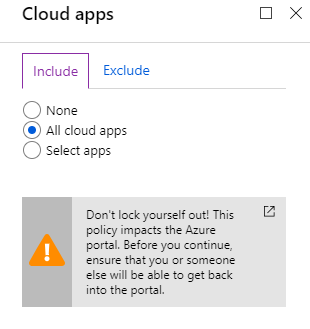 Cloud apps
Include
Exclude
None
All cloud apps
Select apps
Don't lock yourself out! This
policy impacts the Azure
portal. Before you continue,
ensure that you or someone
else will be able to get back
into the portal.